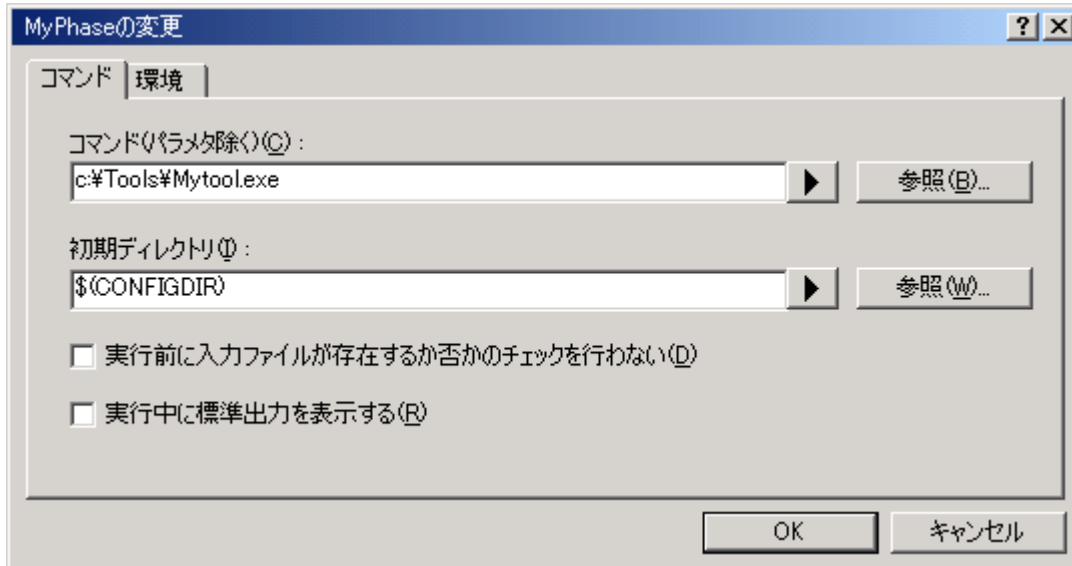 MyPhaseの変更
コマンド 環境
コマンド(パラメタ除く)(C) :
c:¥Tools¥Mytool.exe 参照(B)...
初期ディレクトリ(I) :
$(CONFIGDIR) 参照(W)...
実行前に入力ファイルが存在するか否かのチェックを行わない(D)
実行中に標準出力を表示する(R)
OK キャンセル